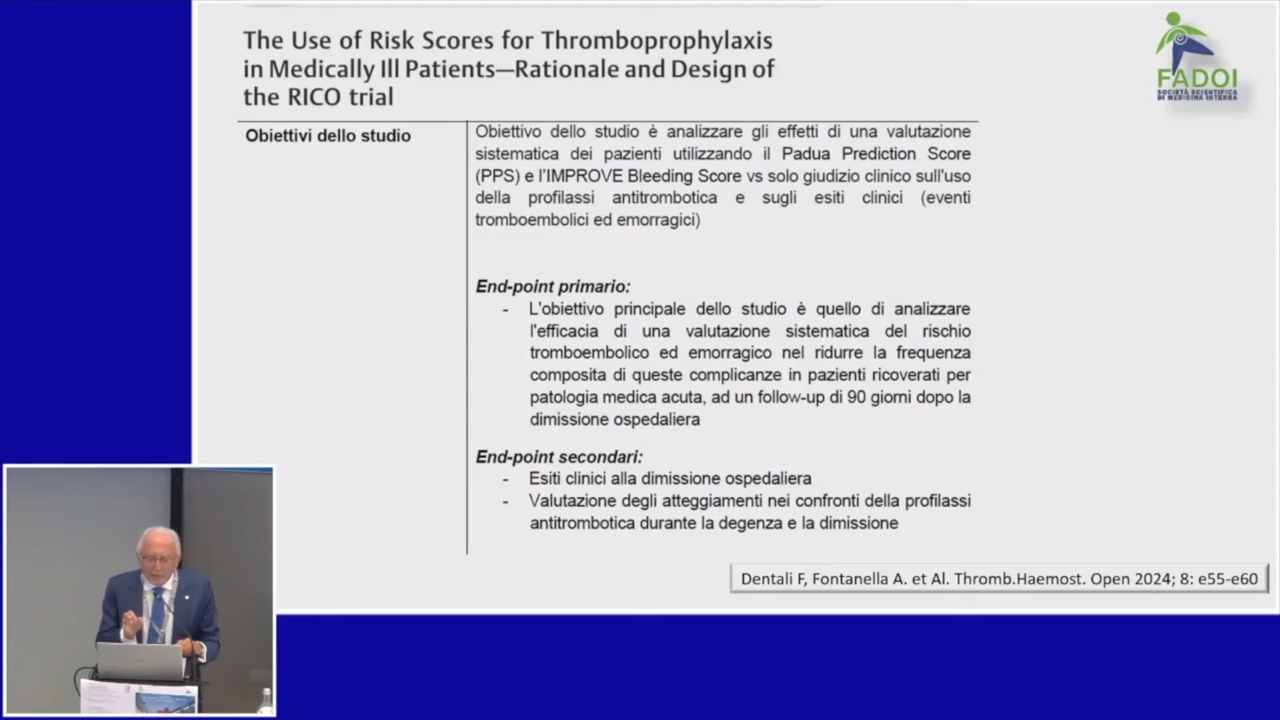 The Use of Risk Scores for Thromboprophylaxis
in Medically Ill Patients—Rationale and Design of
the RICO trial
FADOI
SOCIETÀ SCIENTIFICA
DI MEDICINA INTERNA
Obiettivi dello studio
Obiettivo dello studio è analizzare gli effetti di una valutazione
sistematica dei pazienti utilizzando il Padua Prediction Score
(PPS) e l'IMPROVE Bleeding Score vs solo giudizio clinico sull'uso
della profilassi antitrombotica e sugli esiti clinici (eventi
tromboembolici ed emorragici)
End-point primario:
- L'obiettivo principale dello studio è quello di analizzare
l'efficacia di una valutazione sistematica del rischio
tromboembolico ed emorragico nel ridurre la frequenza
composita di queste complicanze in pazienti ricoverati per
patologia medica acuta, ad un follow-up di 90 giorni dopo la
dimissione ospedaliera
End-point secondari:
- Esiti clinici alla dimissione ospedaliera
- Valutazione degli atteggiamenti nei confronti della profilassi
antitrombotica durante la degenza e la dimissione
Dentali F, Fontanella A. et Al. Thromb.Haemost. Open 2024; 8: e55-e60